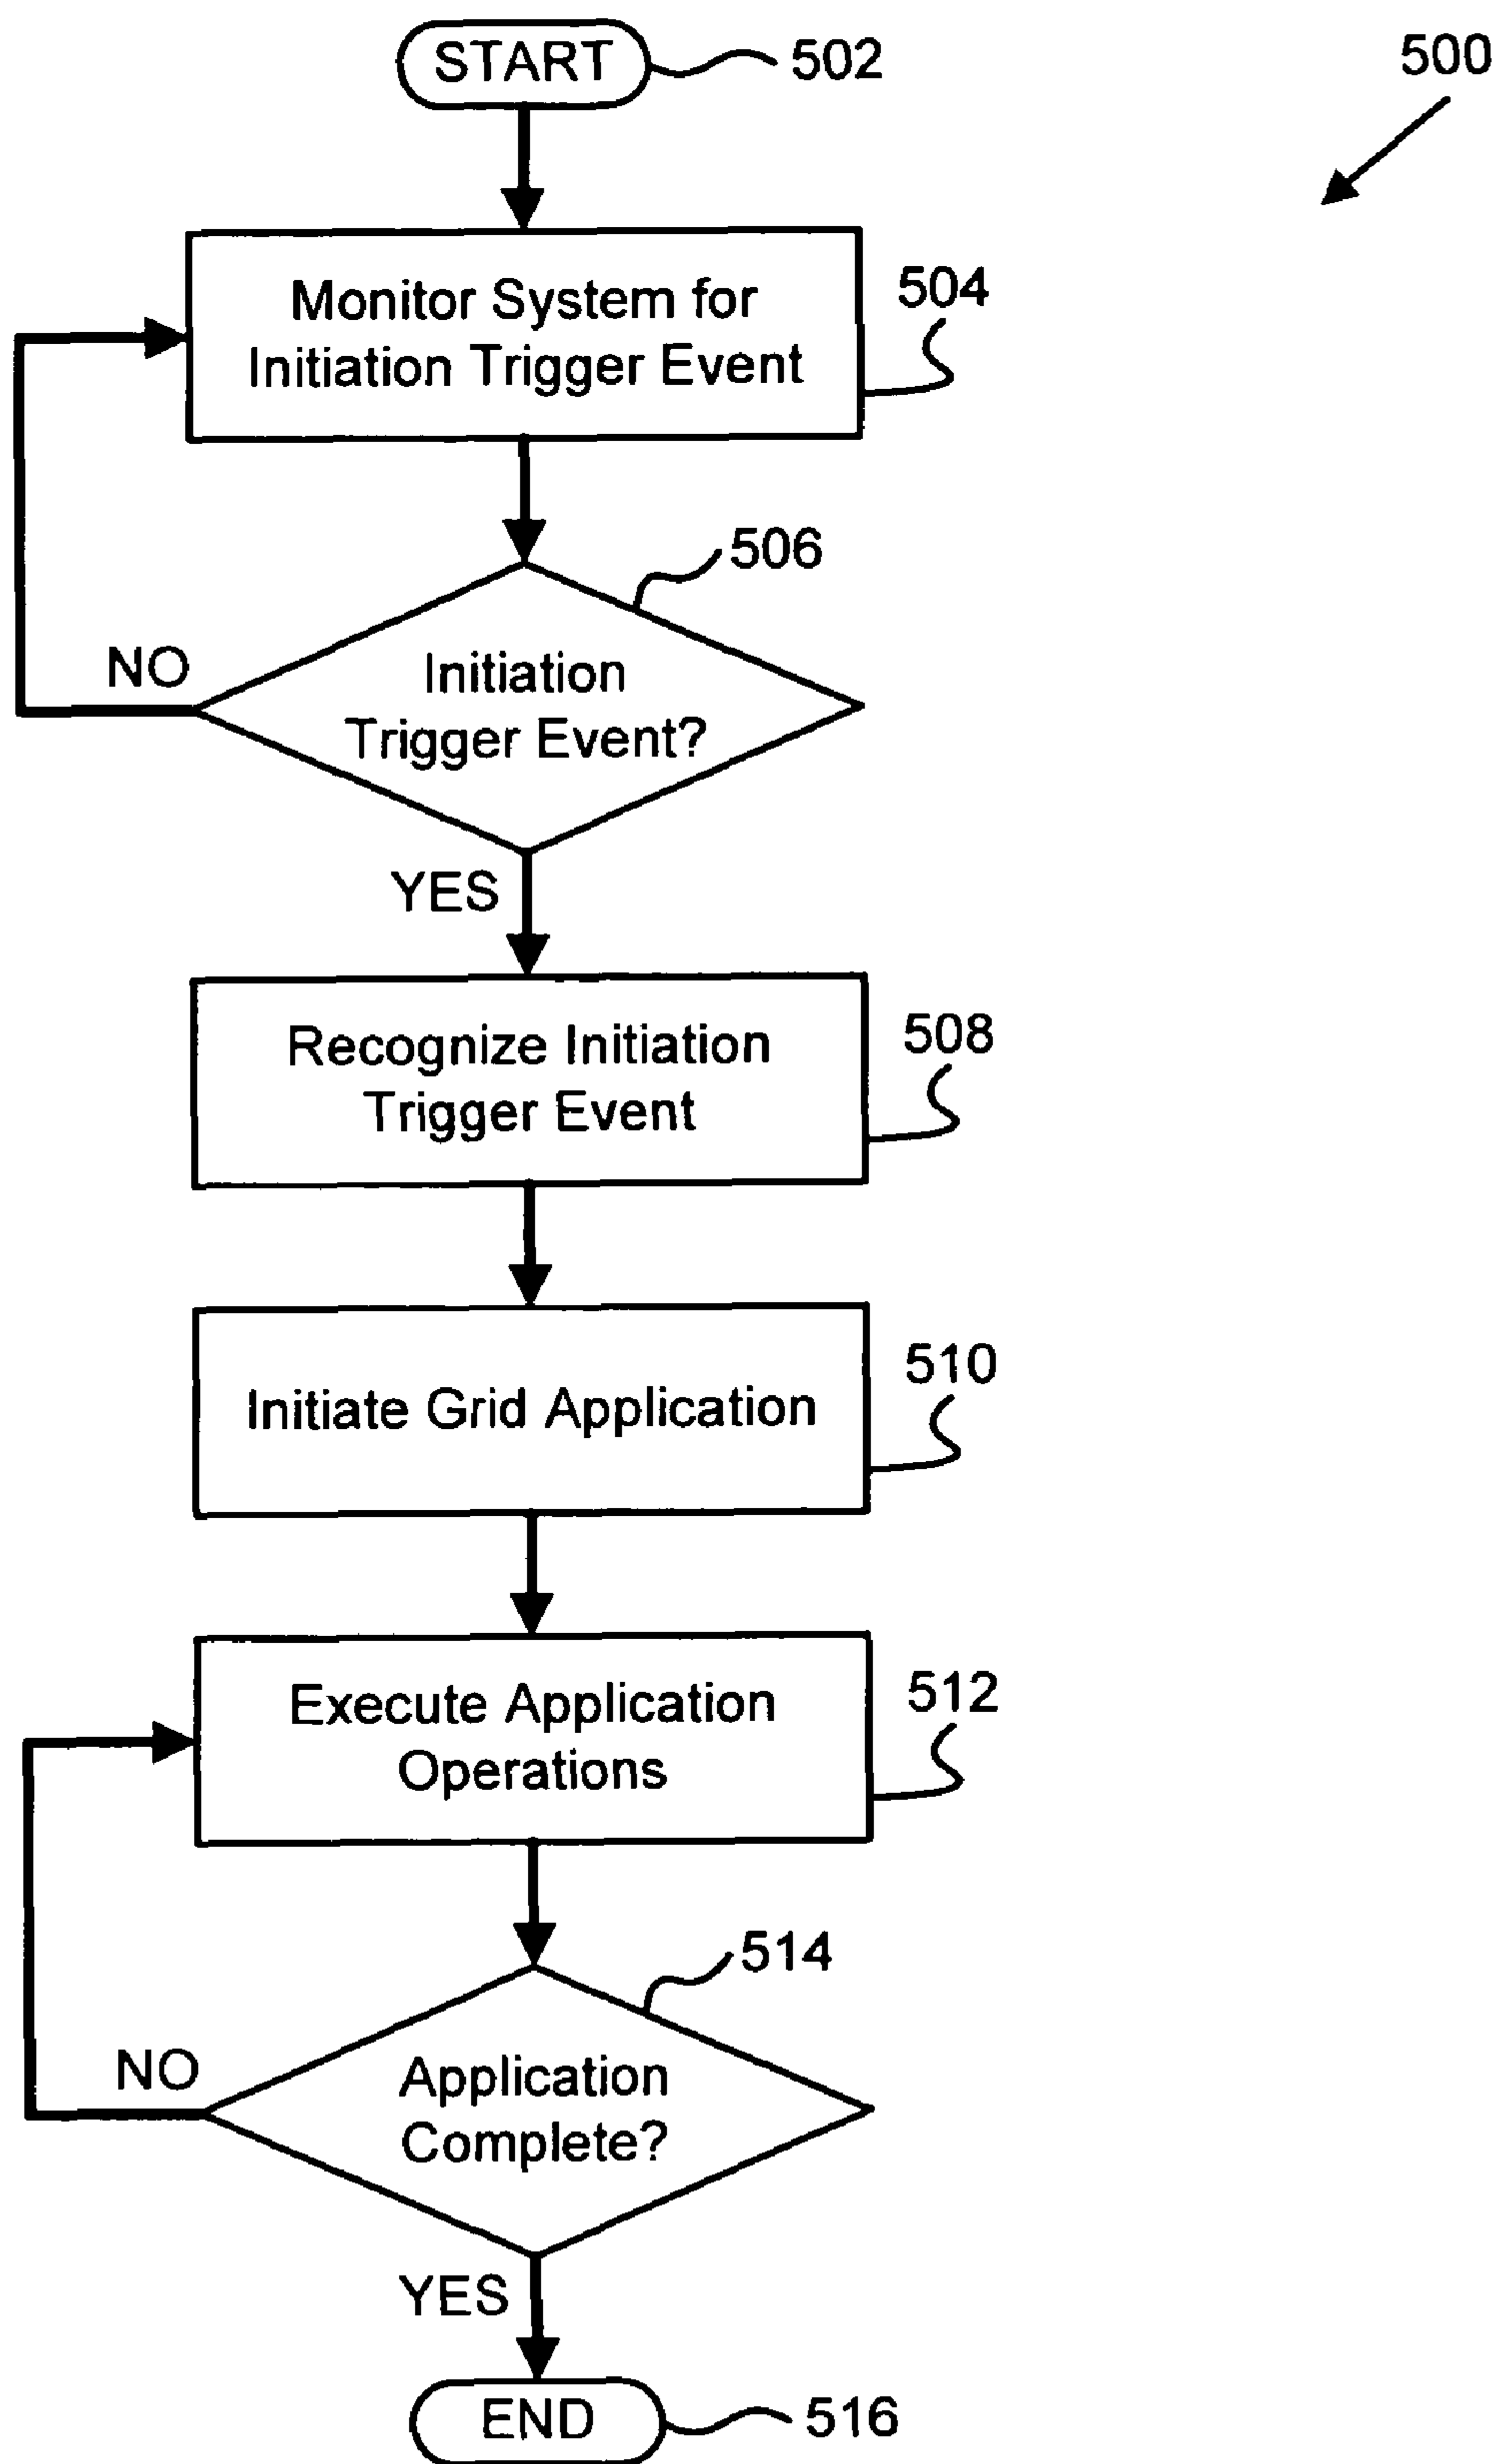 START
502
500
Monitor System for
Initiation Trigger Event
504
506
NO
Initiation
Trigger Event?
YES
Recognize Initiation
Trigger Event
508
Initiate Grid Application
510
Execute Application
Operations
512
514
NO
Application
Complete?
YES
END
516